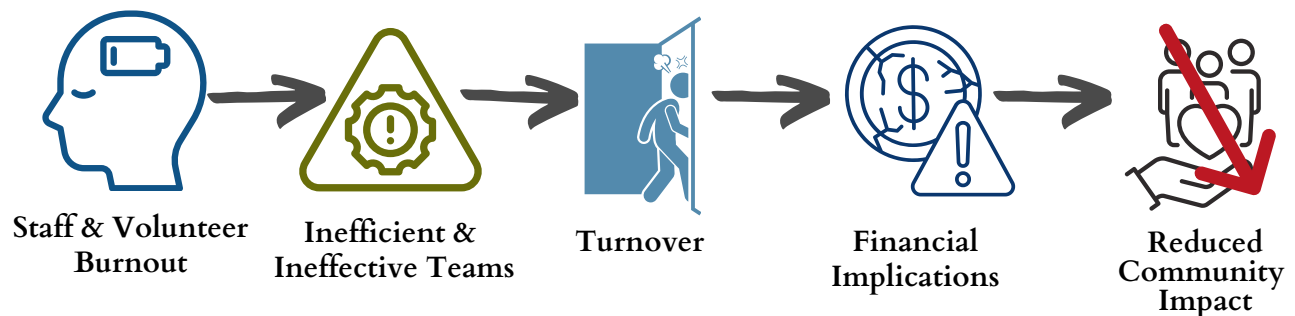 Staff & Volunteer
Burnout
Inefficient &
Ineffective Teams
Turnover
Financial
Implications
Reduced
Community
Impact